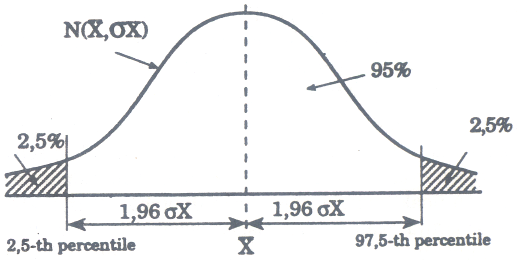 N(X̄,σX)
95%
2,5%
2,5%
1,96 σX
1,96 σX
2,5-th percentile
X̄
97,5-th percentile